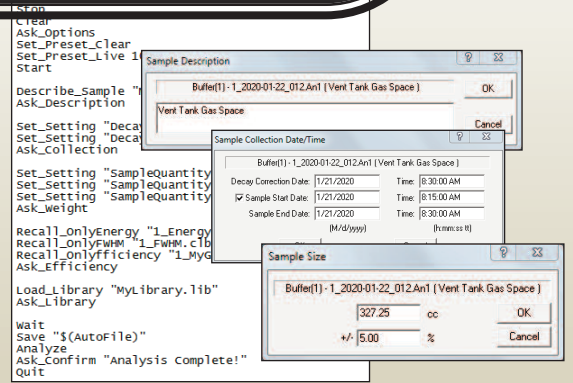 Stop
Clear
Ask_Options
Set_Preset_Clear
Set_Preset_Live
Start
Describe_Sample
Ask_Description
Set_Setting
Set_Setting
Ask_Collection
Set_Setting "SampleQuantity
Set_Setting "SampleQuantity
Set_Setting "SampleQuantity
Ask_Weight
Recall_OnlyEnergy "1_Energy
Recall_OnlyFWHM "1_FWHM.clb
Recall_Onlyfficiency "1_MyG
Ask_Efficiency
Load_Library "MyLibrary.lib"
Ask_Library
Wait
Save "$(AutoFile)"
Analyze
Ask_Confirm "Analysis Complete!"
Quit
Sample Description
Buffer(1) - 1_2020-01-22_012.An1 ( Vent Tank Gas Space )
OK
Vent Tank Gas Space
Cancel
Sample Collection Date/Time
Buffer(1) - 1_2020-01-22_012.An1 ( Vent Tank Gas Space )
Decay Correction Date: 1/21/2020 Time: 8:30:00 AM
Sample Start Date: 1/21/2020 Time: 8:15:00 AM
Sample End Date: 1/21/2020 Time: 8:30:00 AM
(M/d/yyyy) (h:mm:ss tt)
Sample Size
Buffer(1) - 1_2020-01-22_012.An1 ( Vent Tank Gas Space )
327.25 cc OK
+/- 5.00 % Cancel